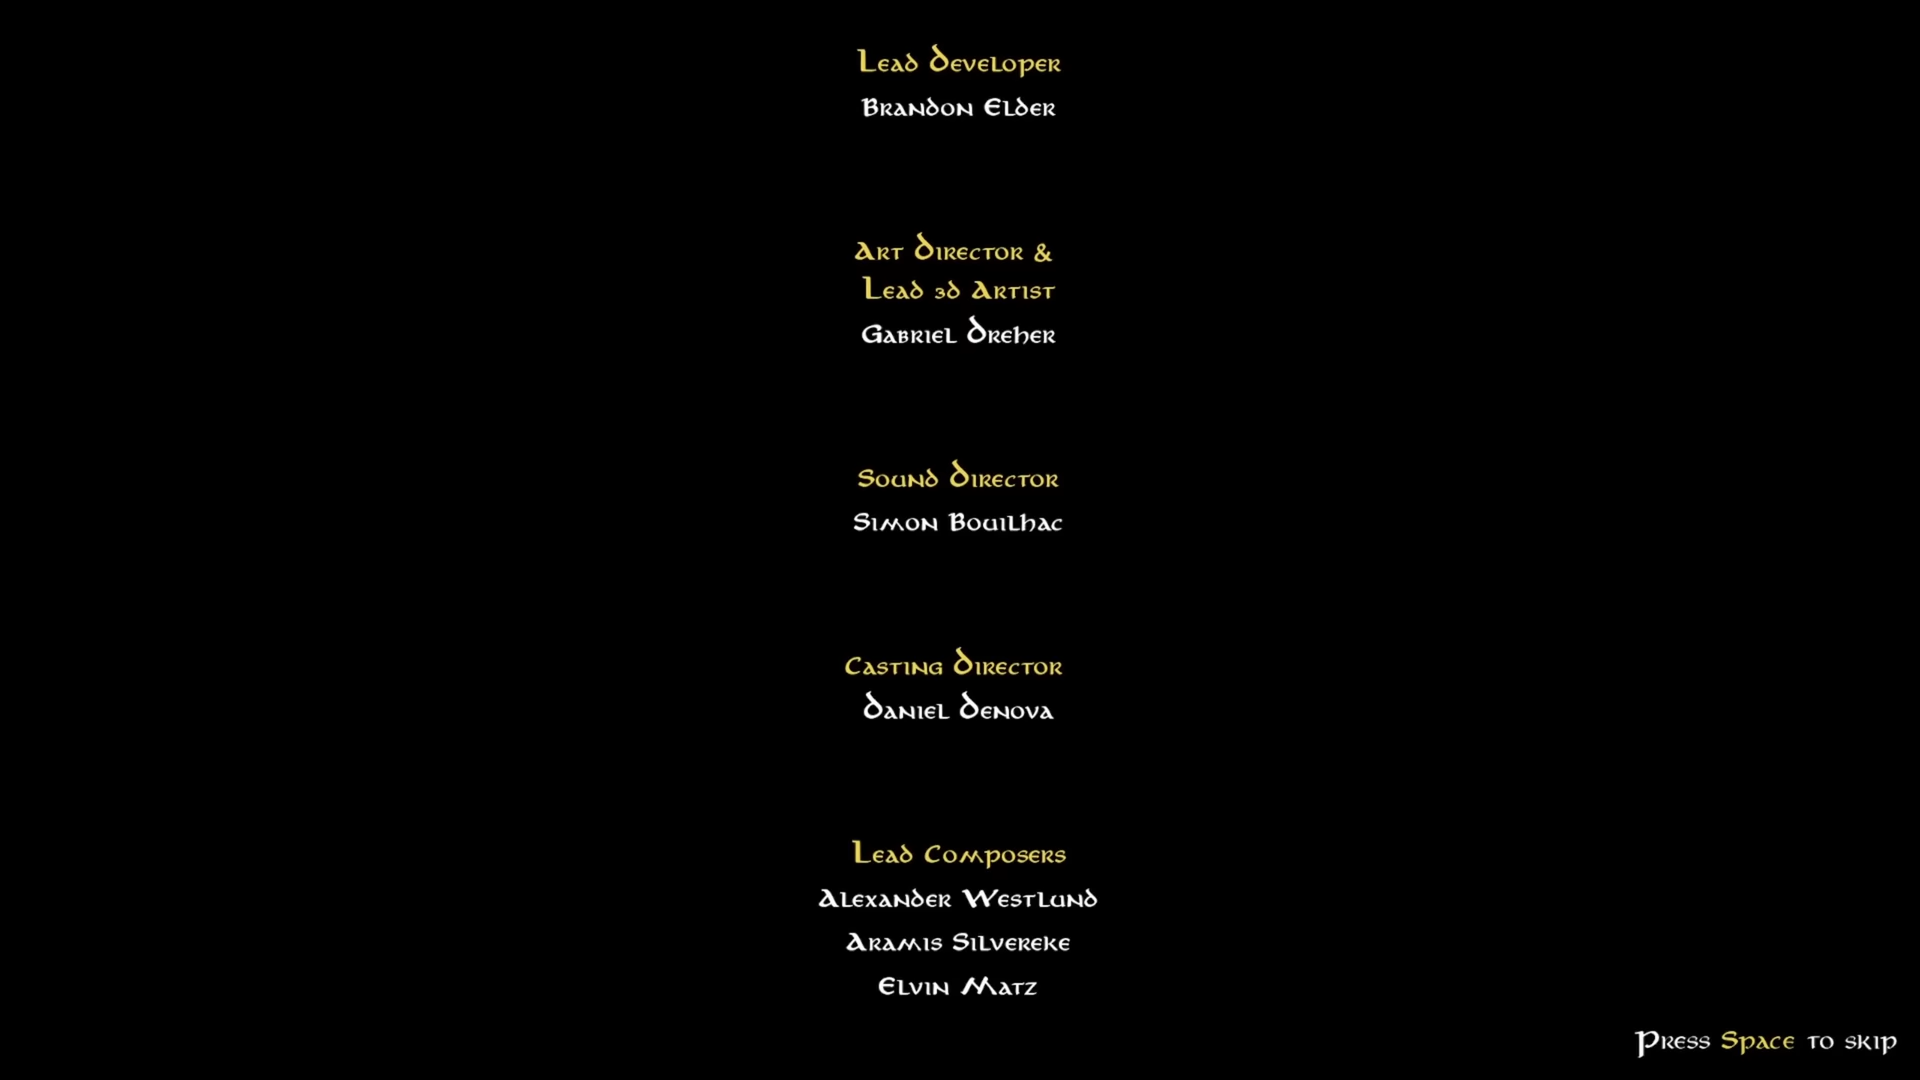 Lead Developer
Brandon Elder
Art Director &
Lead 3d Artist
Gabriel Dreher
Sound Director
Simon Bouilhac
Casting Director
Daniel Denova
Lead Composers
Alexander Westlund
Aramis Silvereke
Elvin Matz
Press Space to skip